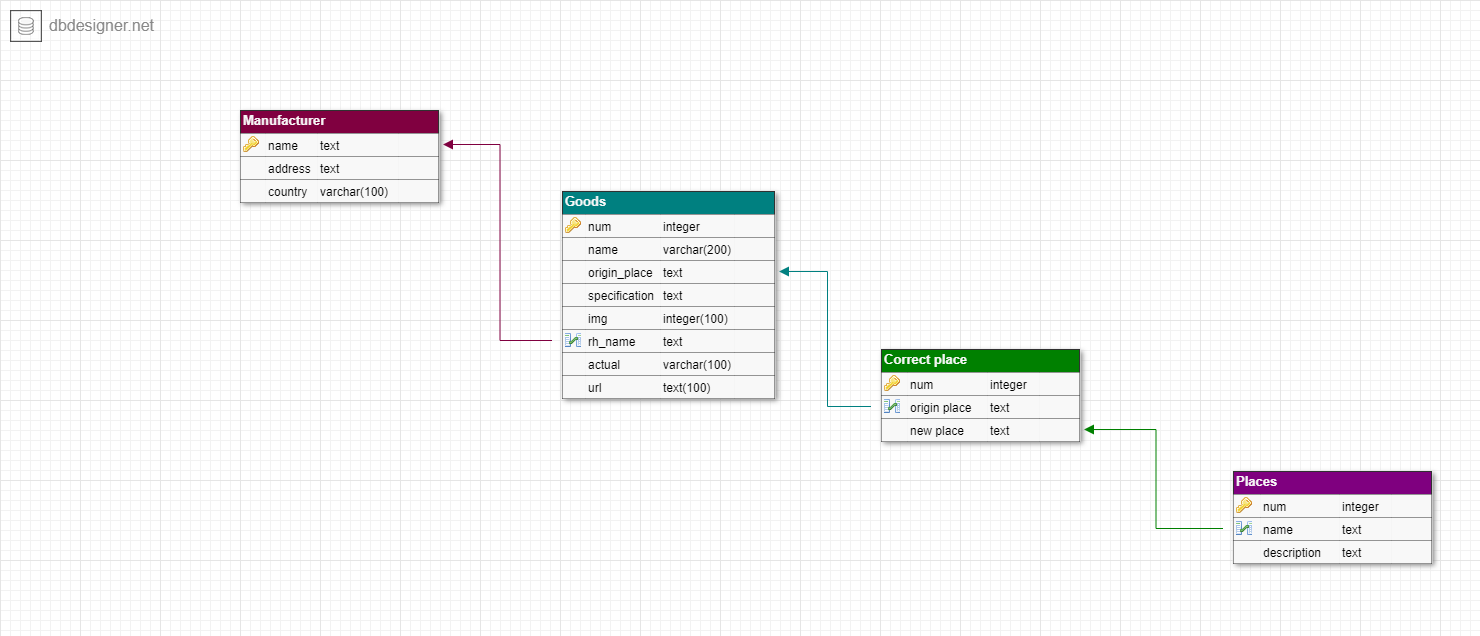 dbdesigner.net
Manufacturer
name text
address text
country varchar(100)
Goods
num integer
name varchar(200)
origin_place text
specification text
img integer(100)
rh_name text
actual varchar(100)
url text(100)
Correct place
num integer
origin place text
new place text
Places
num integer
name text
description text